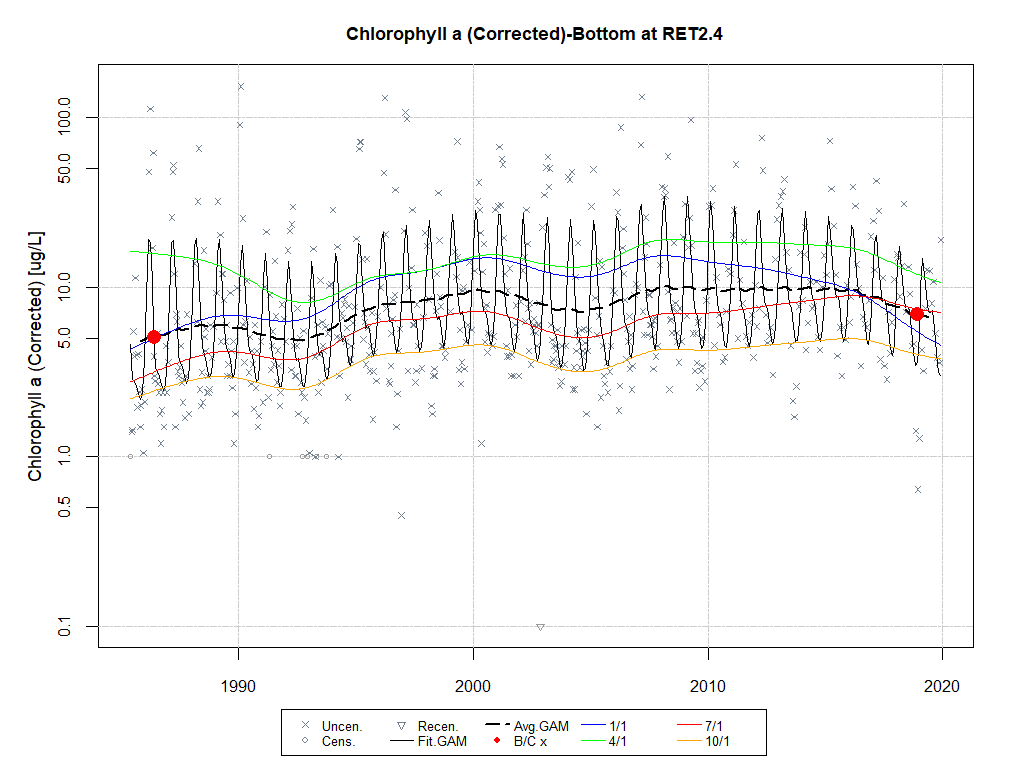 Chlorophyll a (Corrected)-Bottom at RET2.4
Chlorophyll a (Corrected) [ug/L]
100.0
50.0
10.0
5.0
1.0
0.5
0.1
1990 2000 2010 2020
Uncen. Recen. Avg.GAM 1/1 7/1
Cens. Fit.GAM B/C x 4/1 10/1